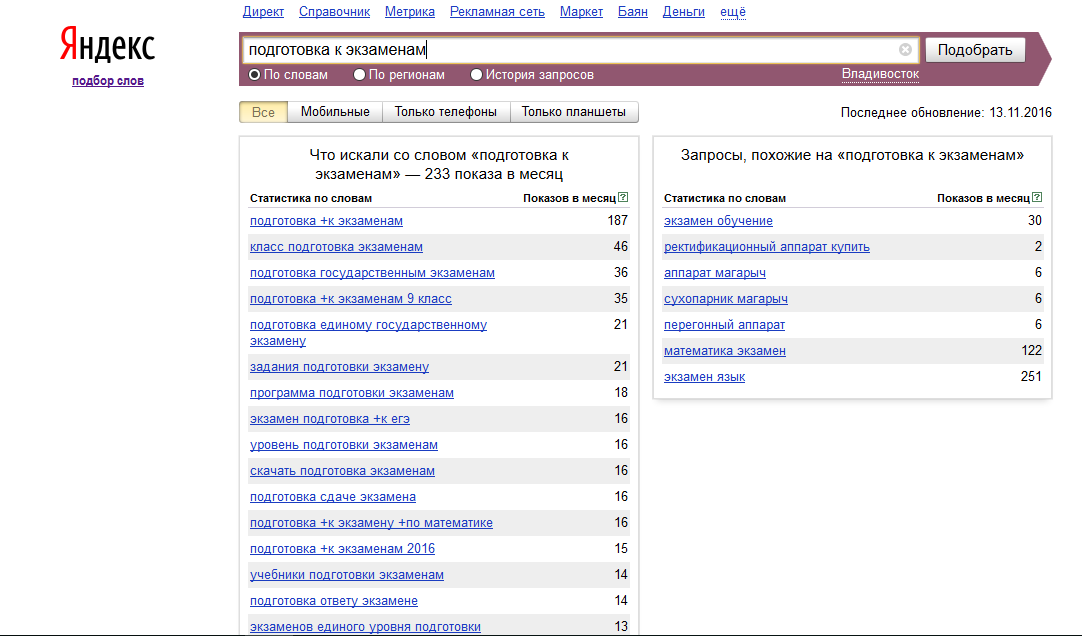 Директ Справочник Метрика Рекламная сеть Маркет Баян Деньги ещё
Яндекс
подбор слов
подготовка к экзаменам Подобрать
По словам По регионам История запросов Владивосток
Все Мобильные Только телефоны Только планшеты Последнее обновление: 13.11.2016
Что искали со словом «подготовка к
экзаменам» — 233 показа в месяц
Статистика по словам Показов в месяц ?
подготовка +к экзаменам 187
класс подготовка экзаменам 46
подготовка государственным экзаменам 36
подготовка +к экзаменам 9 класс 35
подготовка единому государственному 21
экзамену
задания подготовки экзамену 21
программа подготовки экзаменам 18
экзамен подготовка +к егэ 16
уровень подготовки экзаменам 16
скачать подготовка экзаменам 16
подготовка сдаче экзамена 16
подготовка +к экзамену +по математике 16
подготовка +к экзаменам 2016 15
учебники подготовки экзаменам 14
подготовка ответу экзамене 14
экзаменов единого уровня подготовки 13
Запросы, похожие на «подготовка к экзаменам»
Статистика по словам Показов в месяц ?
экзамен обучение 30
ректификационный аппарат купить 2
аппарат магарыч 6
сухопарник магарыч 6
перегонный аппарат 6
математика экзамен 122
экзамен язык 251